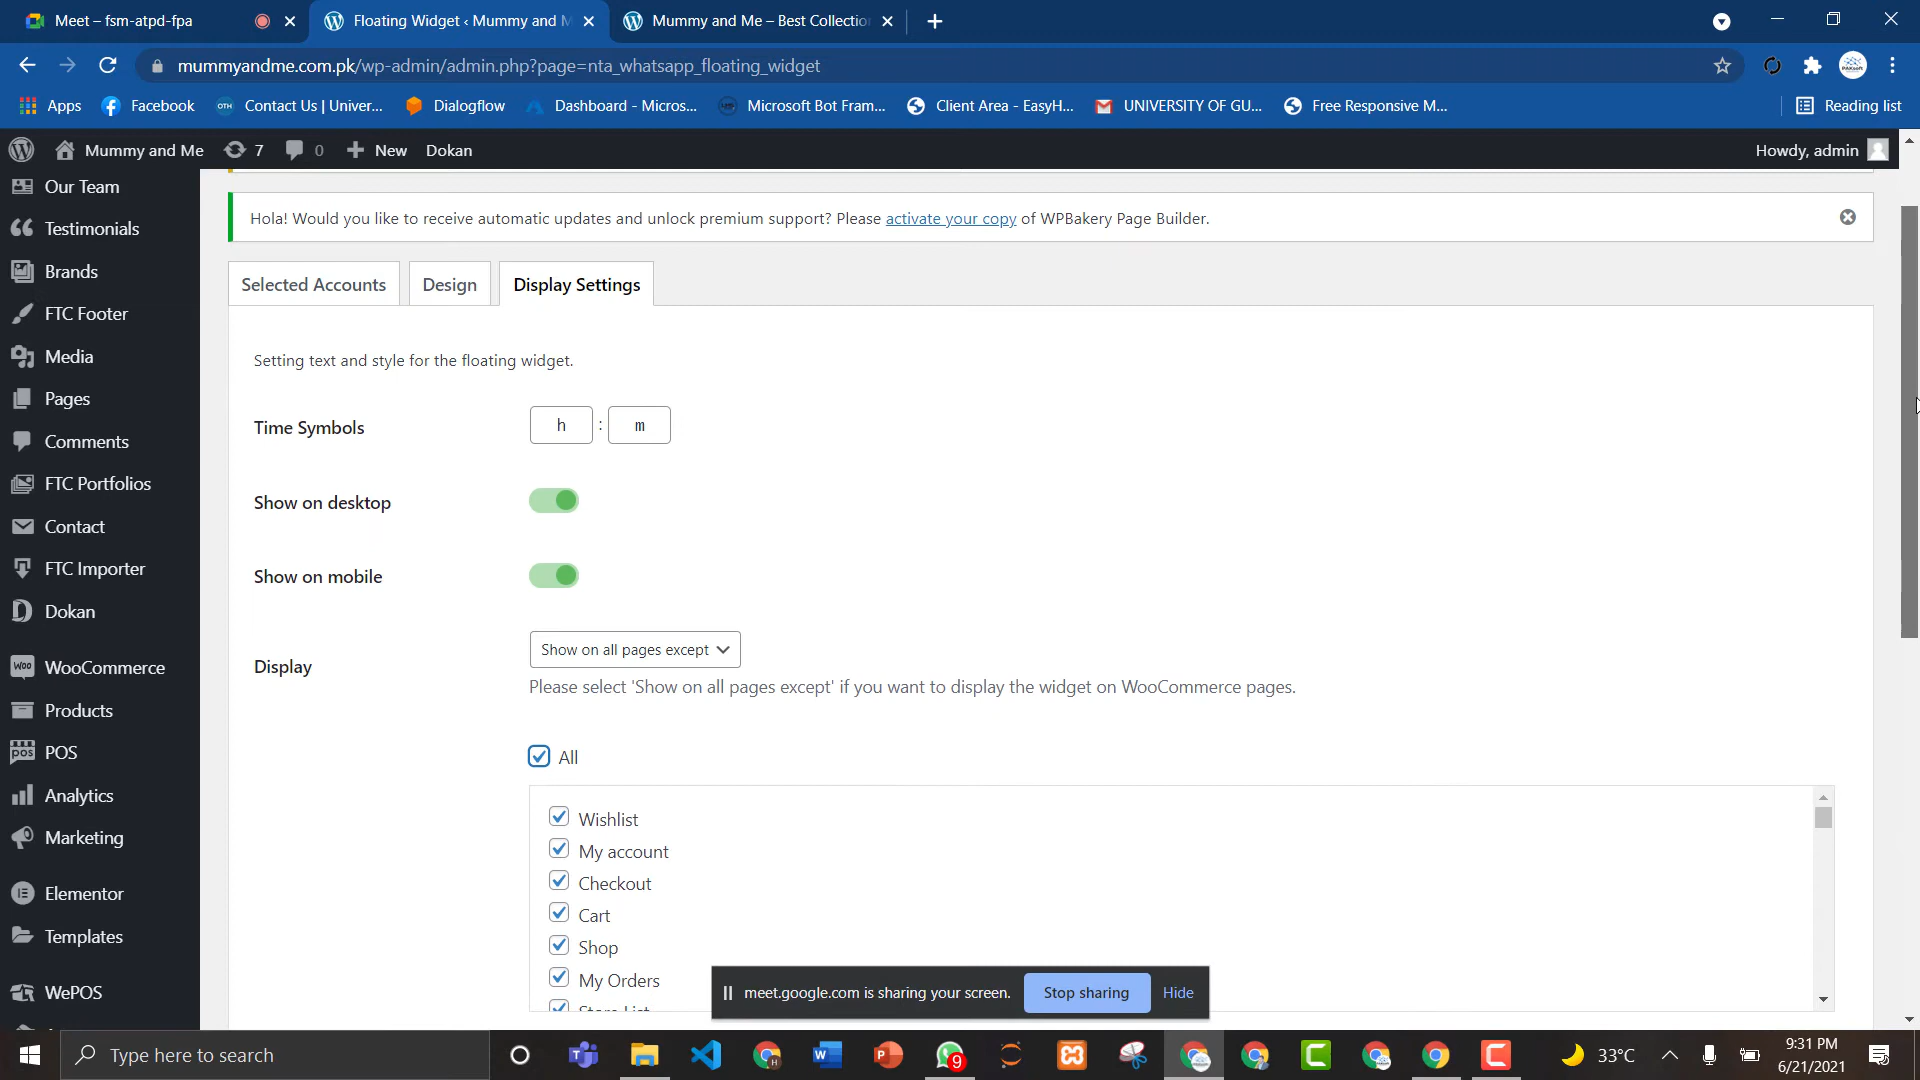 Meet – fsm-atpd-fpa
Floating Widget ‹ Mummy and M
Mummy and Me – Best Collectio
mummyandme.com.pk/wp-admin/admin.php?page=nta_whatsapp_floating_widget
Apps
Facebook
Contact Us | Univer...
Dialogflow
Dashboard - Micros...
Microsoft Bot Fram...
Client Area - EasyH...
UNIVERSITY OF GU...
Free Responsive M...
Reading list
Mummy and Me
7
0
New
Dokan
Howdy, admin
Our Team
Testimonials
Brands
FTC Footer
Media
Pages
Comments
FTC Portfolios
Contact
FTC Importer
Dokan
WooCommerce
Products
POS
Analytics
Marketing
Elementor
Templates
WePOS
Hola! Would you like to receive automatic updates and unlock premium support? Please activate your copy of WPBakery Page Builder.
Selected Accounts
Design
Display Settings
Setting text and style for the floating widget.
Time Symbols
h : m
Show on desktop
Show on mobile
Display
Show on all pages except
Please select 'Show on all pages except' if you want to display the widget on WooCommerce pages.
All
Wishlist
My account
Checkout
Cart
Shop
My Orders
Store List
meet.google.com is sharing your screen.
Stop sharing
Hide
Type here to search
9
33°C
9:31 PM
6/21/2021